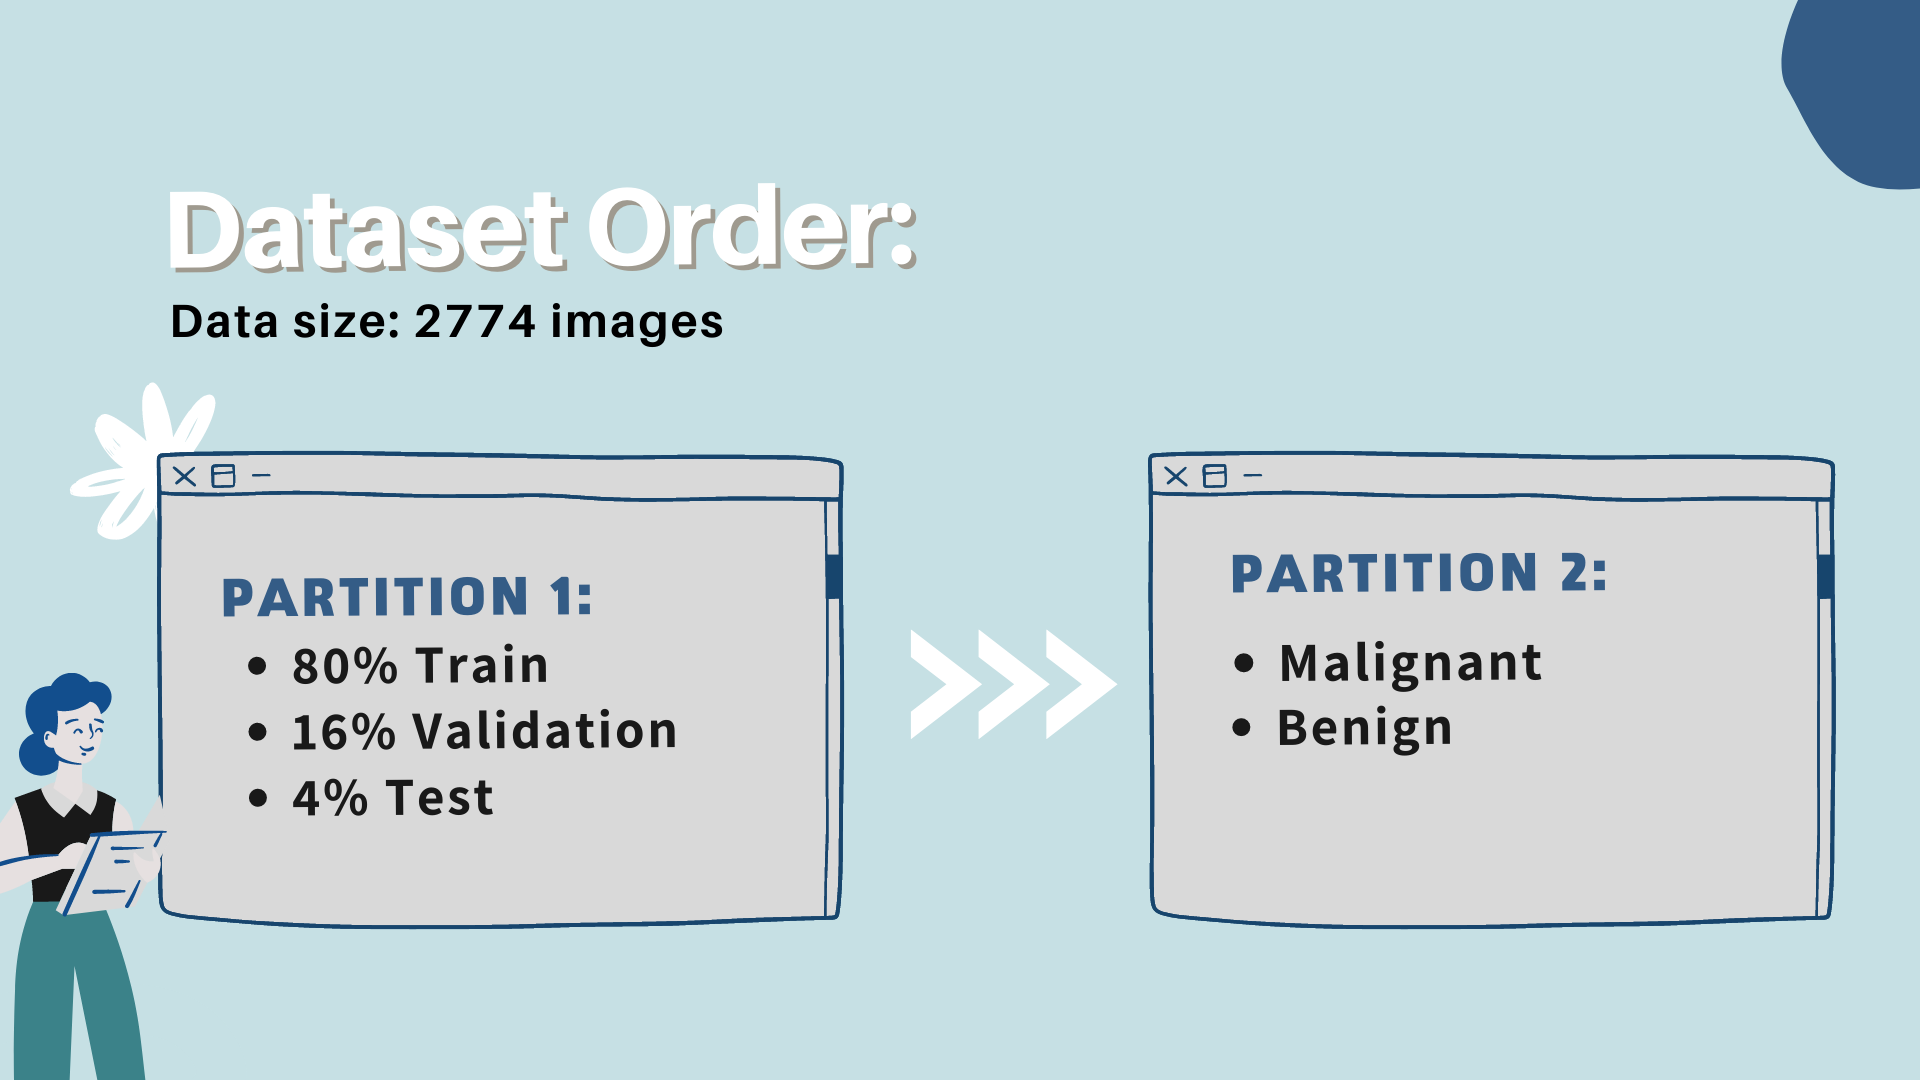 Dataset Order:
Data size: 2774 images
PARTITION 1:
• 80% Train
• 16% Validation
• 4% Test
PARTITION 2:
• Malignant
• Benign